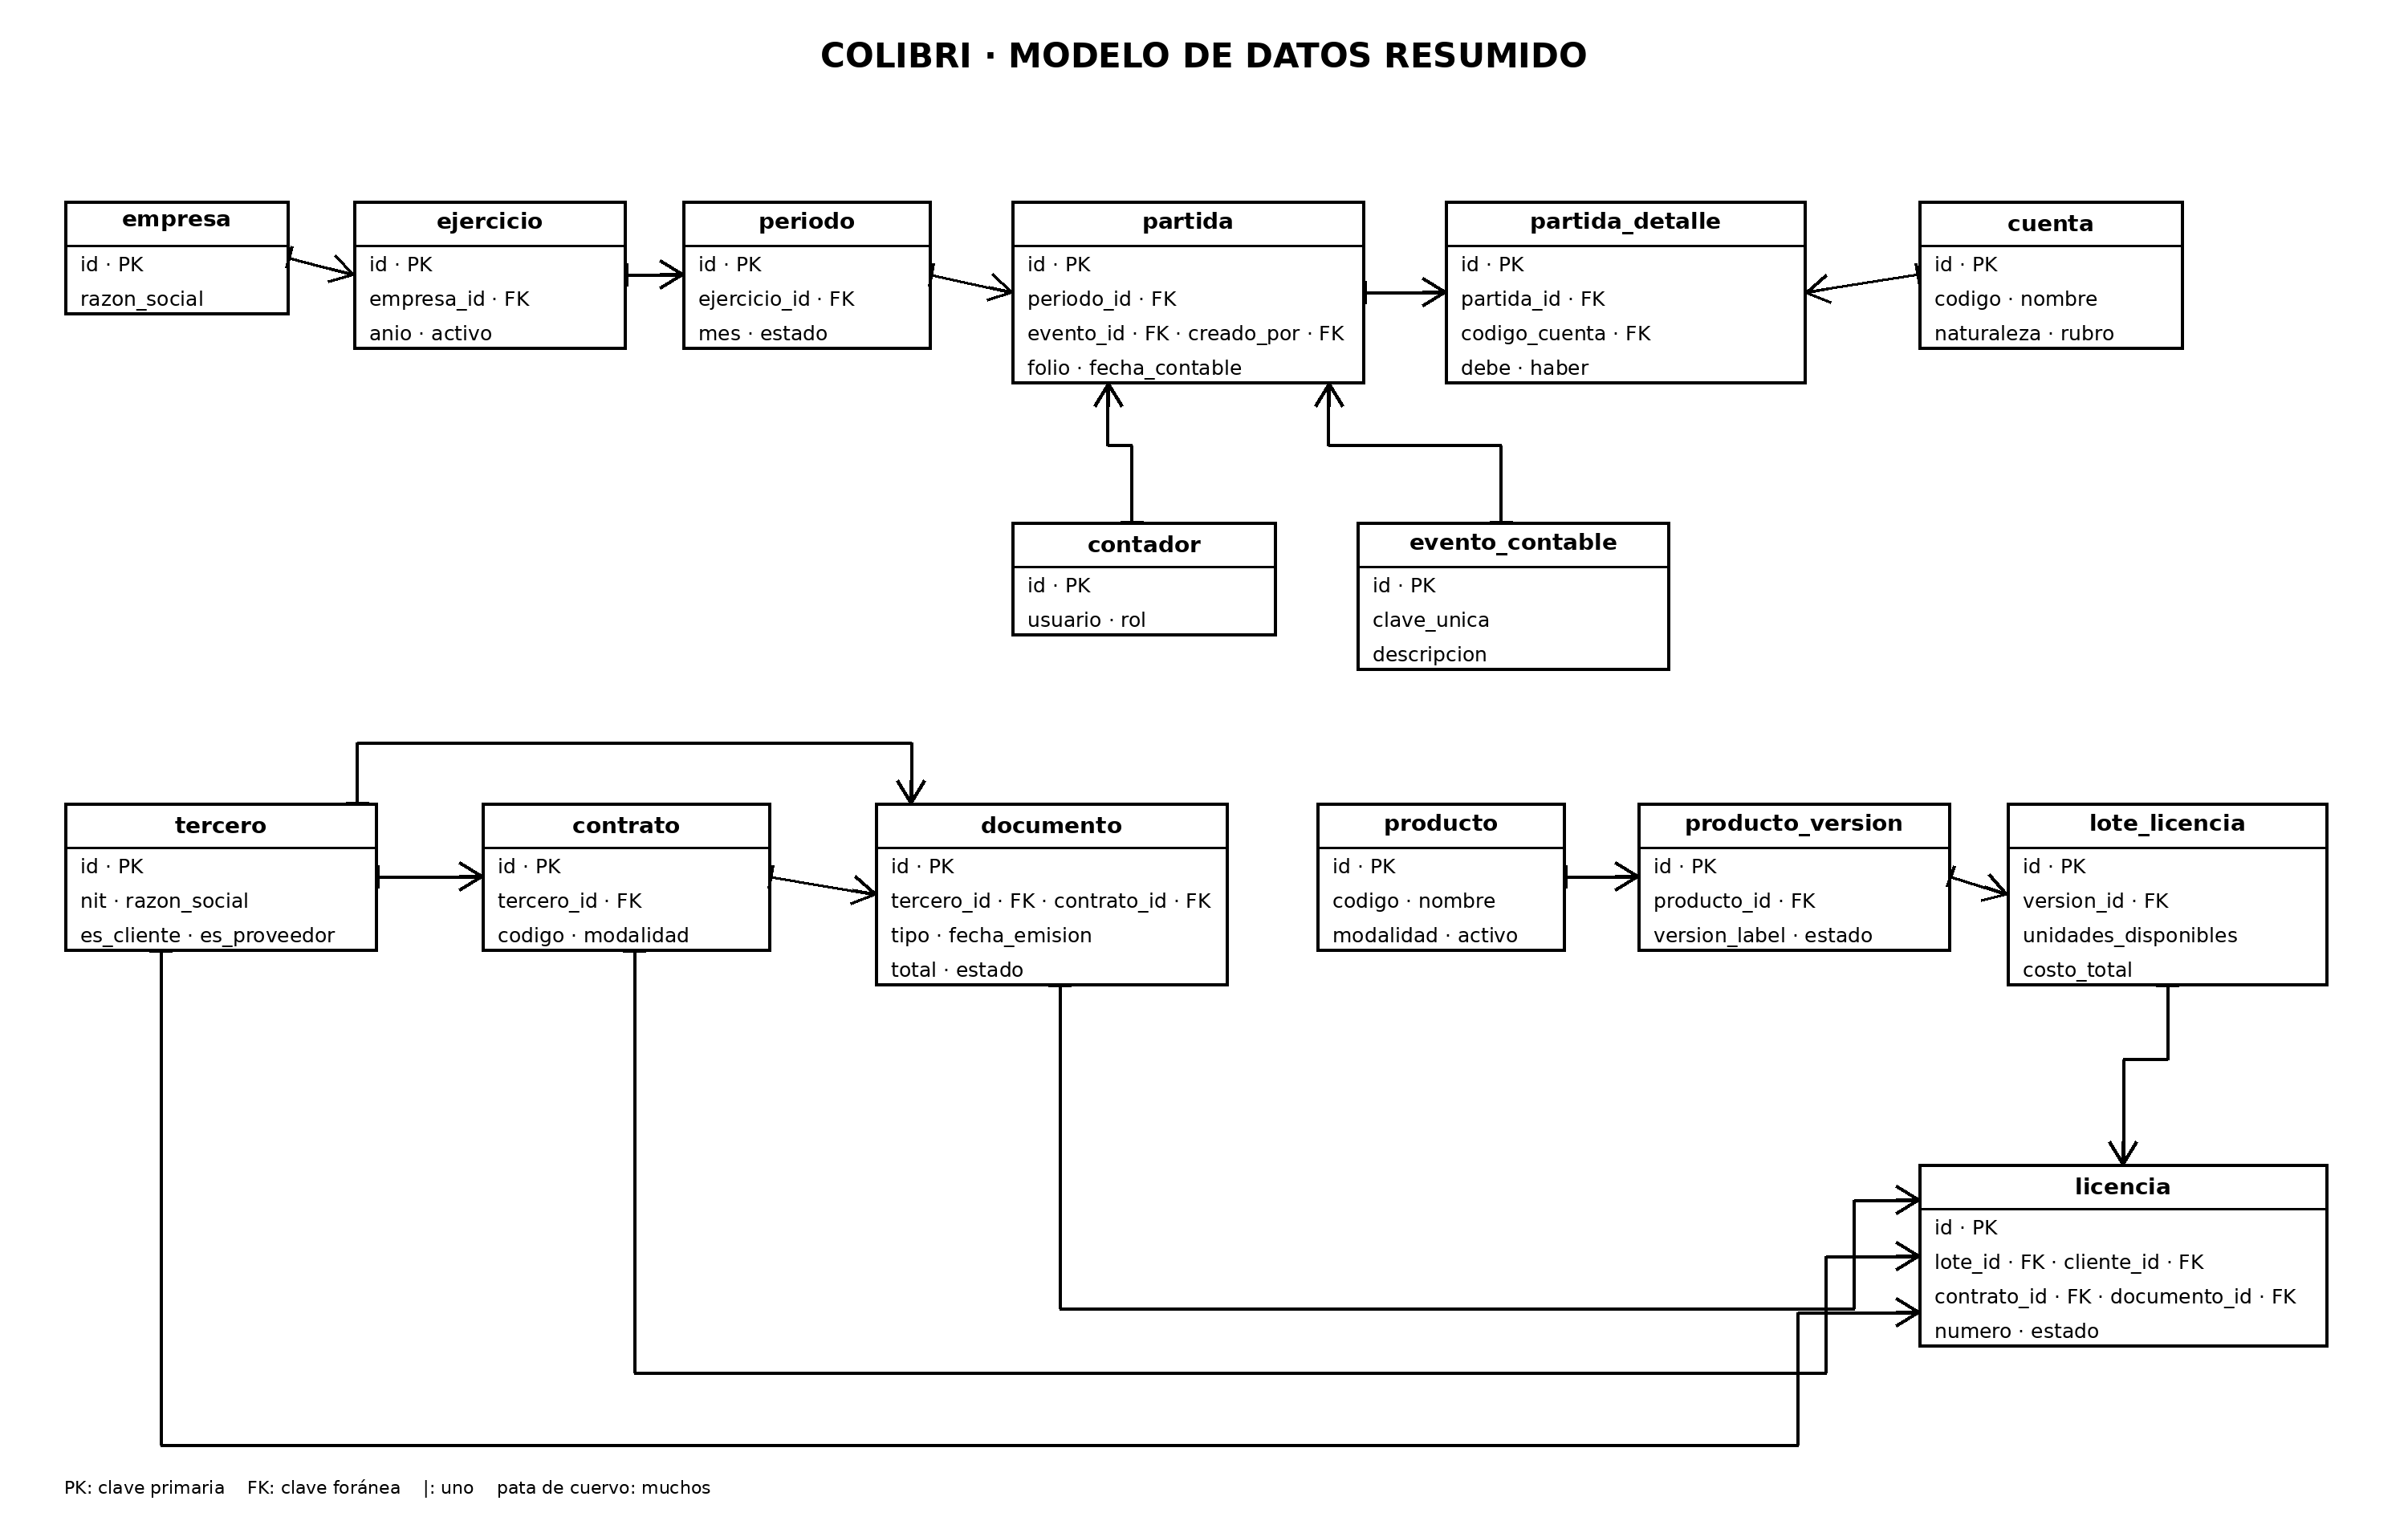 COLIBRI · MODELO DE DATOS RESUMIDO
empresa
id · PK
razon_social
ejercicio
id · PK
empresa_id · FK
anio · activo
periodo
id · PK
ejercicio_id · FK
mes · estado
partida
id · PK
periodo_id · FK
evento_id · FK · creado_por · FK
folio · fecha_contable
partida_detalle
id · PK
partida_id · FK
codigo_cuenta · FK
debe · haber
cuenta
id · PK
codigo · nombre
naturaleza · rubro
contador
id · PK
usuario · rol
evento_contable
id · PK
clave_unica
descripcion
tercero
id · PK
nit · razon_social
es_cliente · es_proveedor
contrato
id · PK
tercero_id · FK
codigo · modalidad
documento
id · PK
tercero_id · FK · contrato_id · FK
tipo · fecha_emision
total · estado
producto
id · PK
codigo · nombre
modalidad · activo
producto_version
id · PK
producto_id · FK
version_label · estado
lote_licencia
id · PK
version_id · FK
unidades_disponibles
costo_total
licencia
id · PK
lote_id · FK · cliente_id · FK
contrato_id · FK · documento_id · FK
numero · estado
PK: clave primaria    FK: clave foránea    |: uno    pata de cuervo: muchos